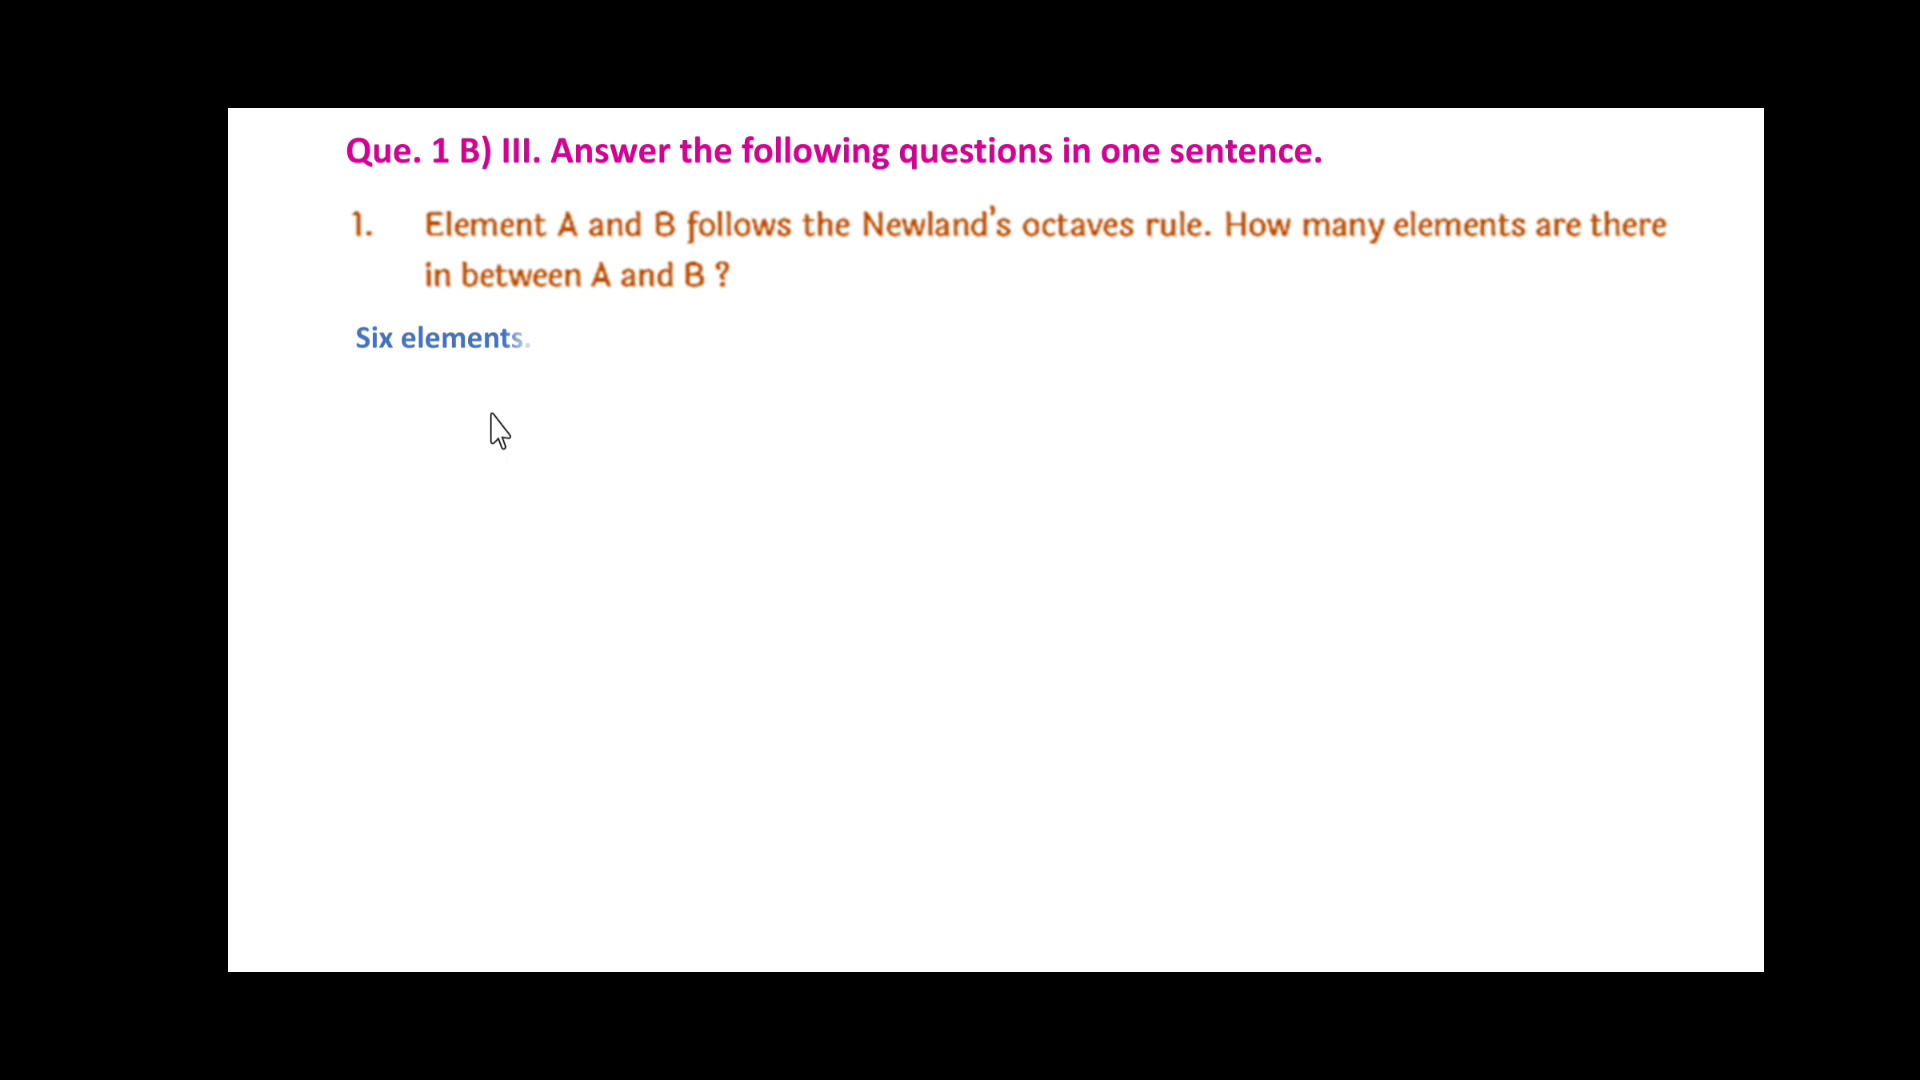 Que. 1 B) III. Answer the following questions in one sentence.
1. Element A and B follows the Newland's octaves rule. How many elements are there
in between A and B ?
Six elements.